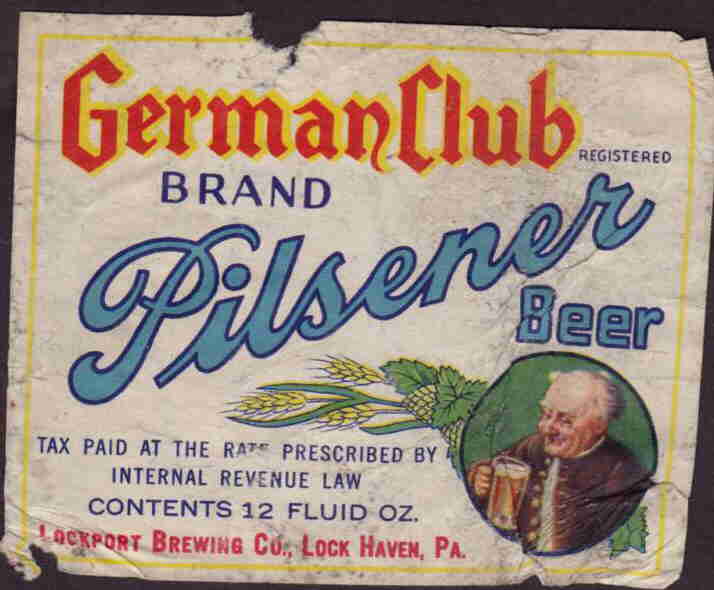 German Club
REGISTERED
BRAND
Pilsener
Beer
TAX PAID AT THE RATE PRESCRIBED BY
INTERNAL REVENUE LAW
CONTENTS 12 FLUID OZ.
LOCKPORT BREWING CO., LOCK HAVEN, PA.